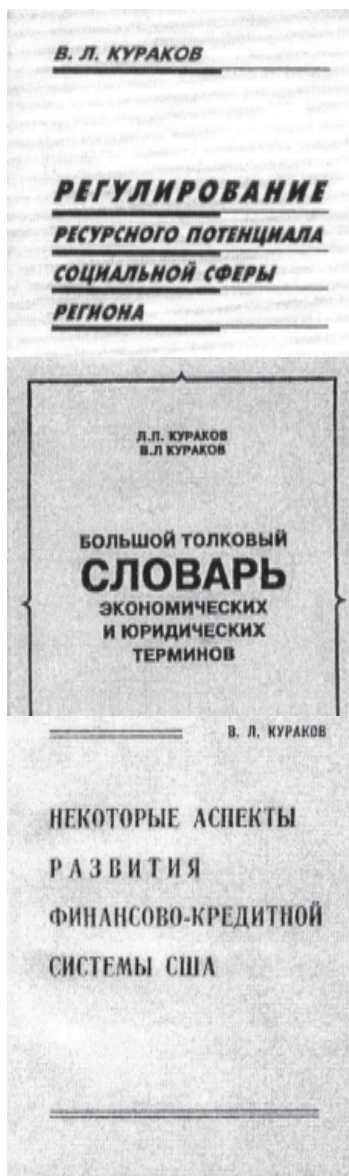 В. Л. КУРАКОВ
РЕГУЛИРОВАНИЕ
РЕСУРСНОГО ПОТЕНЦИАЛА
СОЦИАЛЬНОЙ СФЕРЫ
РЕГИОНА
Л.П. КУРАКОВ
В.Л КУРАКОВ
БОЛЬШОЙ ТОЛКОВЫЙ
СЛОВАРЬ
ЭКОНОМИЧЕСКИХ
И ЮРИДИЧЕСКИХ
ТЕРМИНОВ
В. Л. КУРАКОВ
НЕКОТОРЫЕ АСПЕКТЫ
РАЗВИТИЯ
ФИНАНСОВО-КРЕДИТНОЙ
СИСТЕМЫ США